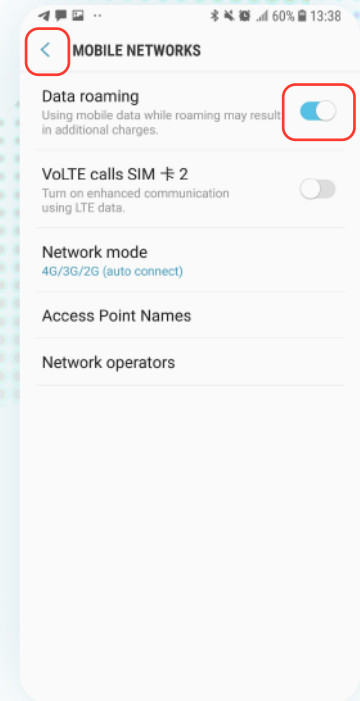 60% 13:38
MOBILE NETWORKS
Data roaming
Using mobile data while roaming may result
in additional charges.
VoLTE calls SIM 卡 2
Turn on enhanced communication
using LTE data.
Network mode
4G/3G/2G (auto connect)
Access Point Names
Network operators